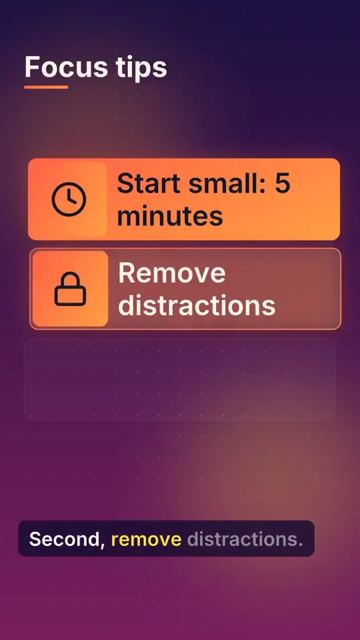 Focus tips
Start small: 5
minutes
Remove
distractions
Second, remove distractions.